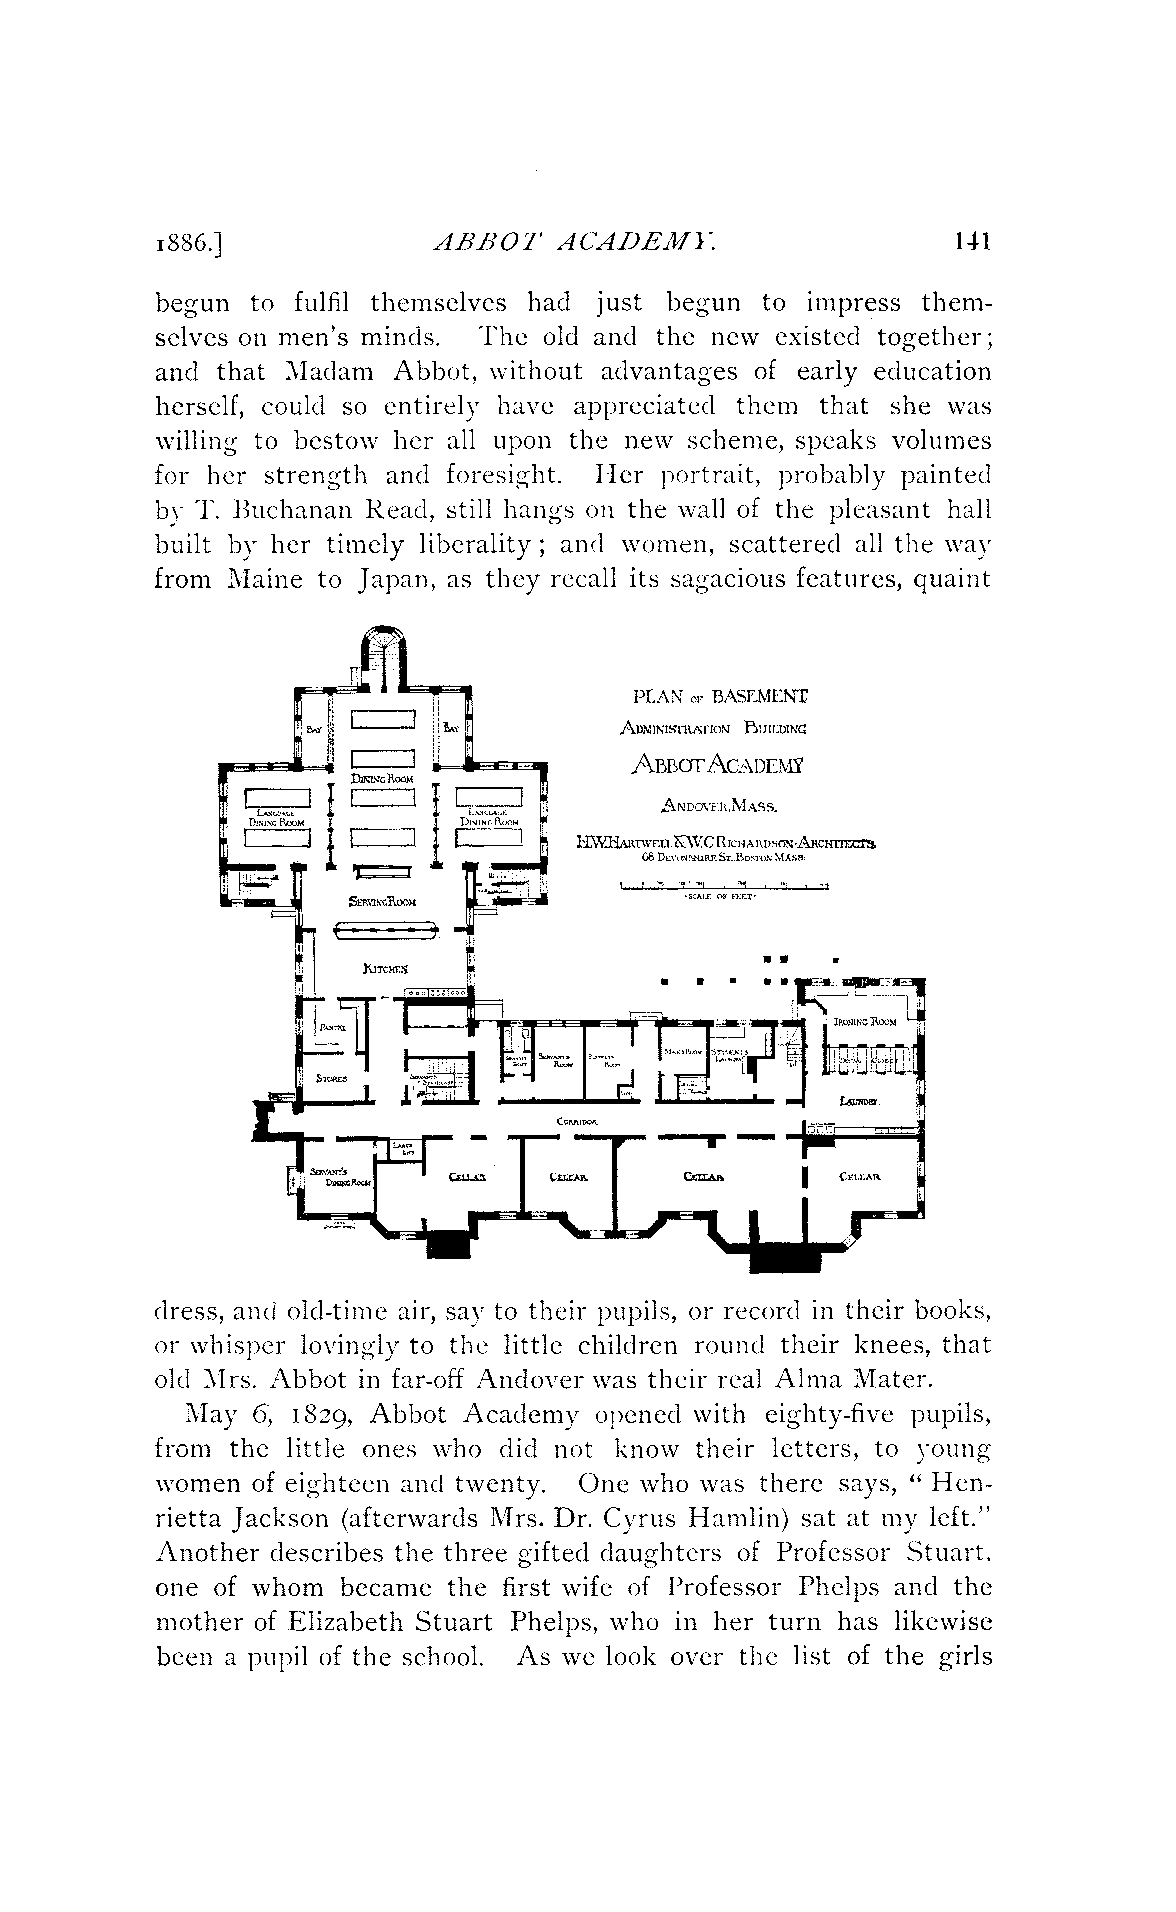 1886.] ABBOT ACADEMY. 141
begun to fulfil themselves had just begun to impress them-
selves on men's minds. The old and the new existed together;
and that Madam Abbot, without advantages of early education
herself, could so entirely have appreciated them that she was
willing to bestow her all upon the new scheme, speaks volumes
for her strength and foresight. Her portrait, probably painted
by T. Buchanan Read, still hangs on the wall of the pleasant hall
built by her timely liberality; and women, scattered all the way
from Maine to Japan, as they recall its sagacious features, quaint
PLAN OF BASEMENT
ADMINISTRATION BUILDING
ABBOT ACADEMY
ANDOVER, MASS.
H.W. HARTWELL & W.C. RICHARDSON · ARCHITECTS
68 DEVONSHIRE ST. BOSTON MASS.
·SCALE OF FEET·
BAY
BAY
DINING ROOM
LANGUAGE
DINING ROOM
LANGUAGE
DINING ROOM
SERVING ROOM
KITCHEN
PANTRY
STORES
SERVANT'S
ROOM
STUDENTS
LAUNDRY
IRONING ROOM
LAUNDRY
CORRIDOR
SERVANT'S
DINING ROOM
CELLAR
CELLAR
CELLAR
CELLAR
dress, and old-time air, say to their pupils, or record in their books,
or whisper lovingly to the little children round their knees, that
old Mrs. Abbot in far-off Andover was their real Alma Mater.
May 6, 1829, Abbot Academy opened with eighty-five pupils,
from the little ones who did not know their letters, to young
women of eighteen and twenty. One who was there says, "Hen-
rietta Jackson (afterwards Mrs. Dr. Cyrus Hamlin) sat at my left."
Another describes the three gifted daughters of Professor Stuart,
one of whom became the first wife of Professor Phelps and the
mother of Elizabeth Stuart Phelps, who in her turn has likewise
been a pupil of the school. As we look over the list of the girls